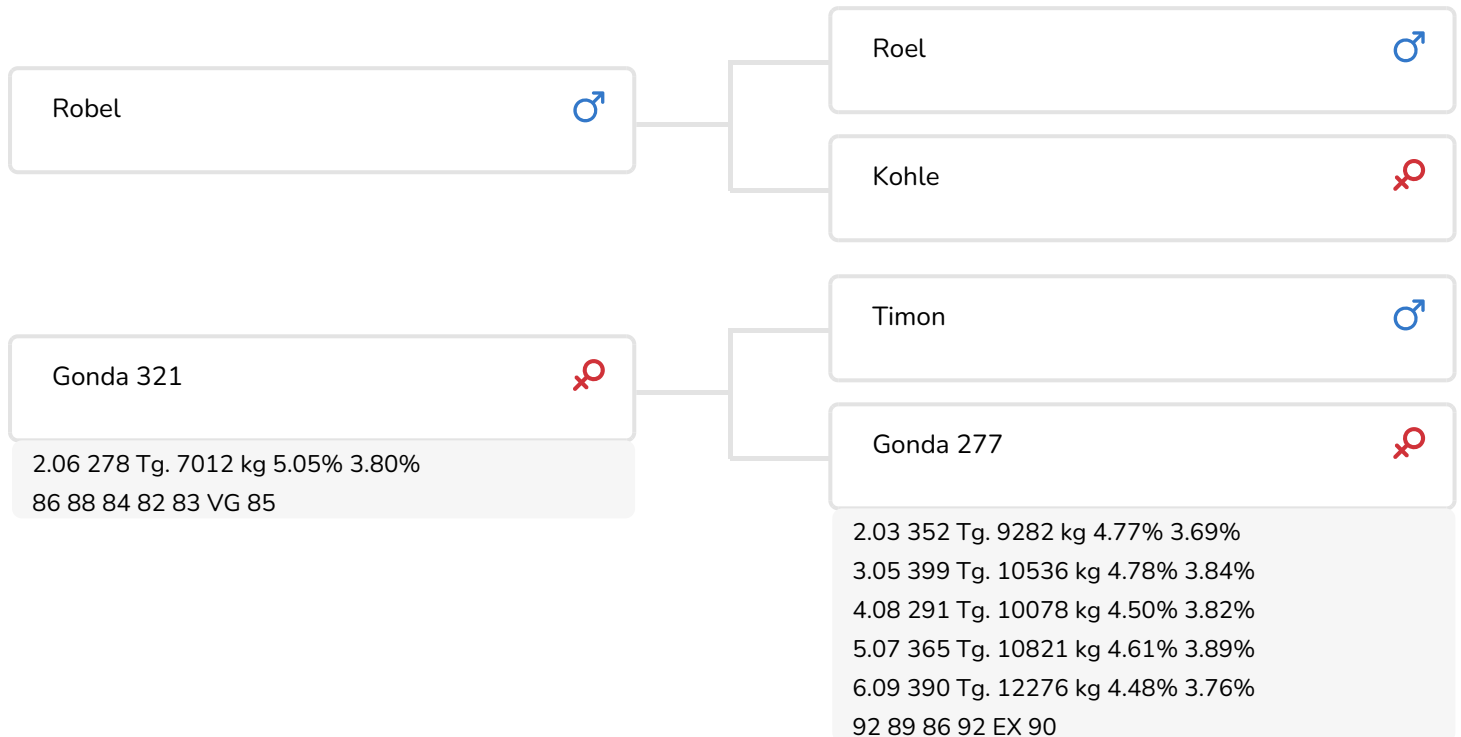 Robel
Roel
Kohle
Gonda 321
2.06 278 Tg. 7012 kg 5.05% 3.80%
86 88 84 82 83 VG 85
Timon
Gonda 277
2.03 352 Tg. 9282 kg 4.77% 3.69%
3.05 399 Tg. 10536 kg 4.78% 3.84%
4.08 291 Tg. 10078 kg 4.50% 3.82%
5.07 365 Tg. 10821 kg 4.61% 3.89%
6.09 390 Tg. 12276 kg 4.48% 3.76%
92 89 86 92 EX 90